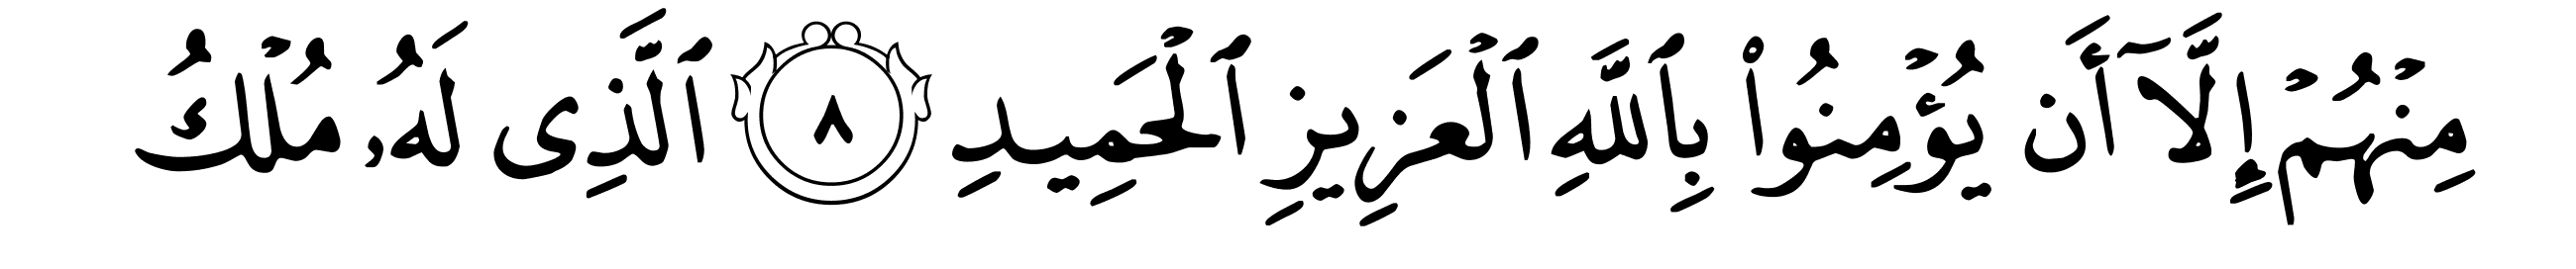 مِنۡهُمۡ إِلَّآ أَن يُؤۡمِنُواْ بِٱللَّهِ ٱلۡعَزِيزِ ٱلۡحَمِيدِ ٨ ٱلَّذِى لَهُۥ مُلۡكُ